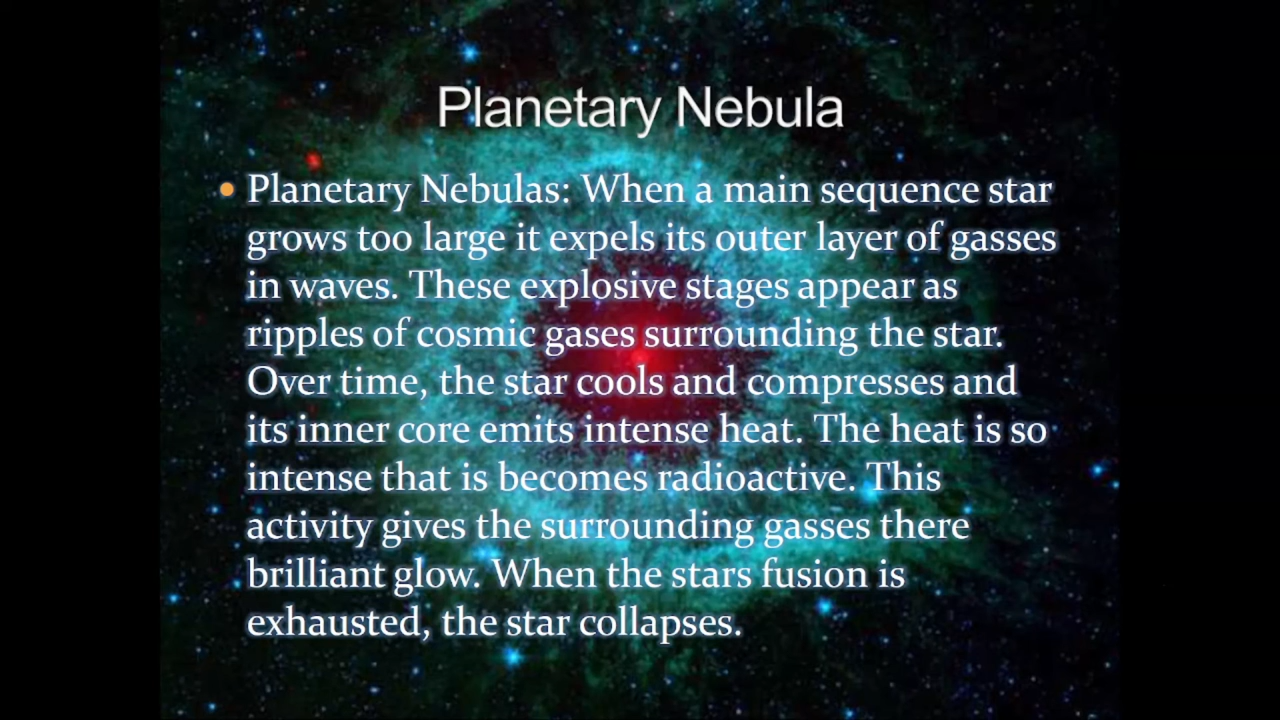 Planetary Nebula
• Planetary Nebulas: When a main sequence star
grows too large it expels its outer layer of gasses
in waves. These explosive stages appear as
ripples of cosmic gases surrounding the star.
Over time, the star cools and compresses and
its inner core emits intense heat. The heat is so
intense that is becomes radioactive. This
activity gives the surrounding gasses there
brilliant glow. When the stars fusion is
exhausted, the star collapses.